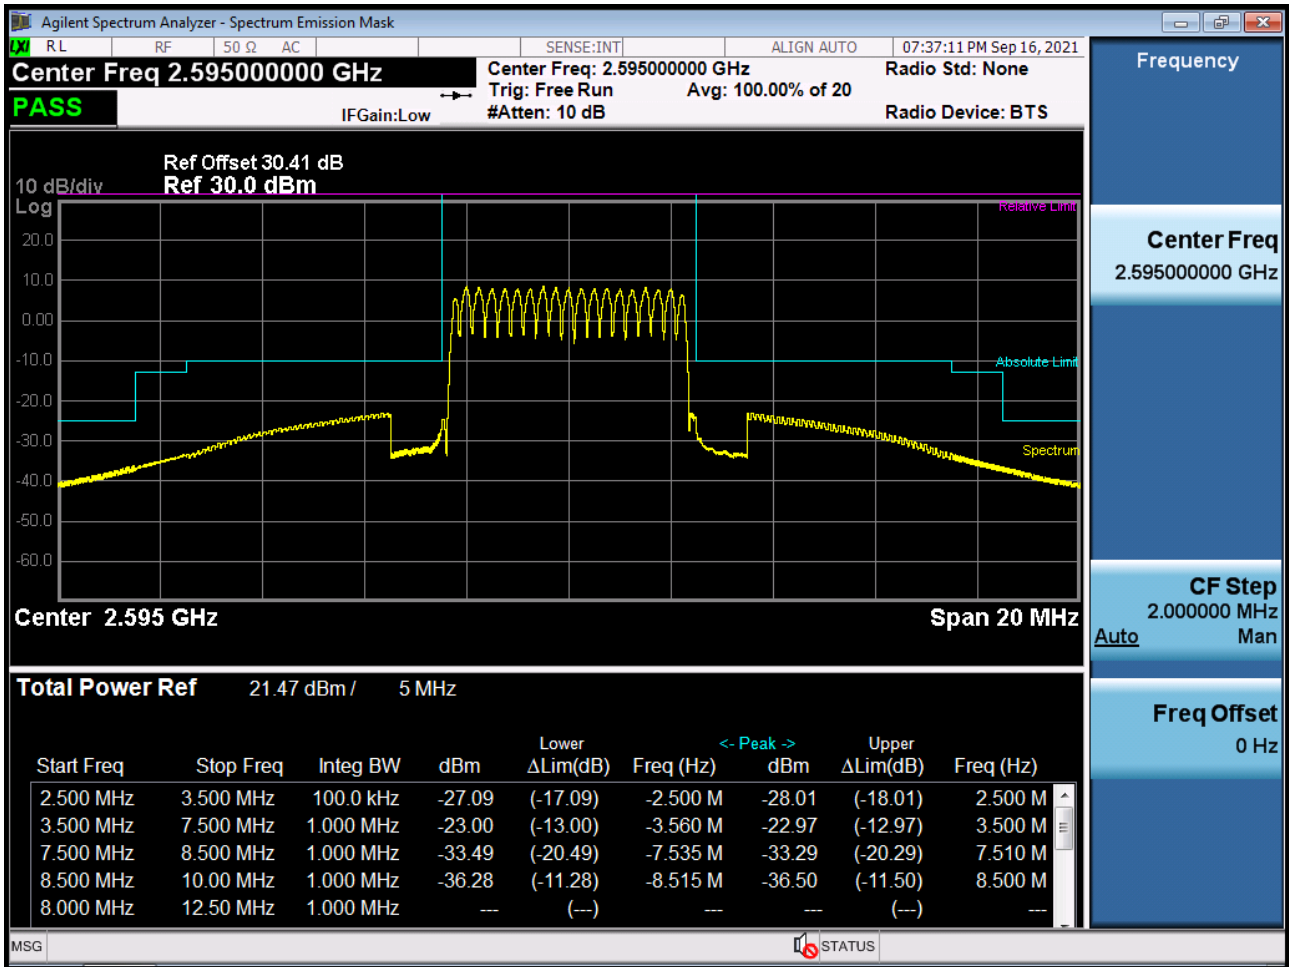 Agilent Spectrum Analyzer - Spectrum Emission Mask
LXI RL RF 50 Ω AC SENSE:INT ALIGN AUTO 07:37:11 PM Sep 16, 2021
Center Freq 2.595000000 GHz
Center Freq: 2.595000000 GHz
Radio Std: None
Trig: Free Run Avg: 100.00% of 20
PASS
IFGain:Low
#Atten: 10 dB
Radio Device: BTS
Ref Offset 30.41 dB
10 dB/div
Ref 30.0 dBm
Log
Relative Limit
20.0
10.0
0.00
-10.0
Absolute Limit
-20.0
-30.0
Spectrum
-40.0
-50.0
-60.0
Center 2.595 GHz
Span 20 MHz
Total Power Ref 21.47 dBm / 5 MHz
Lower <- Peak -> Upper
Start Freq Stop Freq Integ BW dBm ΔLim(dB) Freq (Hz) dBm ΔLim(dB) Freq (Hz)
2.500 MHz 3.500 MHz 100.0 kHz -27.09 (-17.09) -2.500 M -28.01 (-18.01) 2.500 M
3.500 MHz 7.500 MHz 1.000 MHz -23.00 (-13.00) -3.560 M -22.97 (-12.97) 3.500 M
7.500 MHz 8.500 MHz 1.000 MHz -33.49 (-20.49) -7.535 M -33.29 (-20.29) 7.510 M
8.500 MHz 10.00 MHz 1.000 MHz -36.28 (-11.28) -8.515 M -36.50 (-11.50) 8.500 M
8.000 MHz 12.50 MHz 1.000 MHz --- (---) --- --- (---) ---
MSG
STATUS
Frequency
Center Freq
2.595000000 GHz
CF Step
2.000000 MHz
Auto Man
Freq Offset
0 Hz